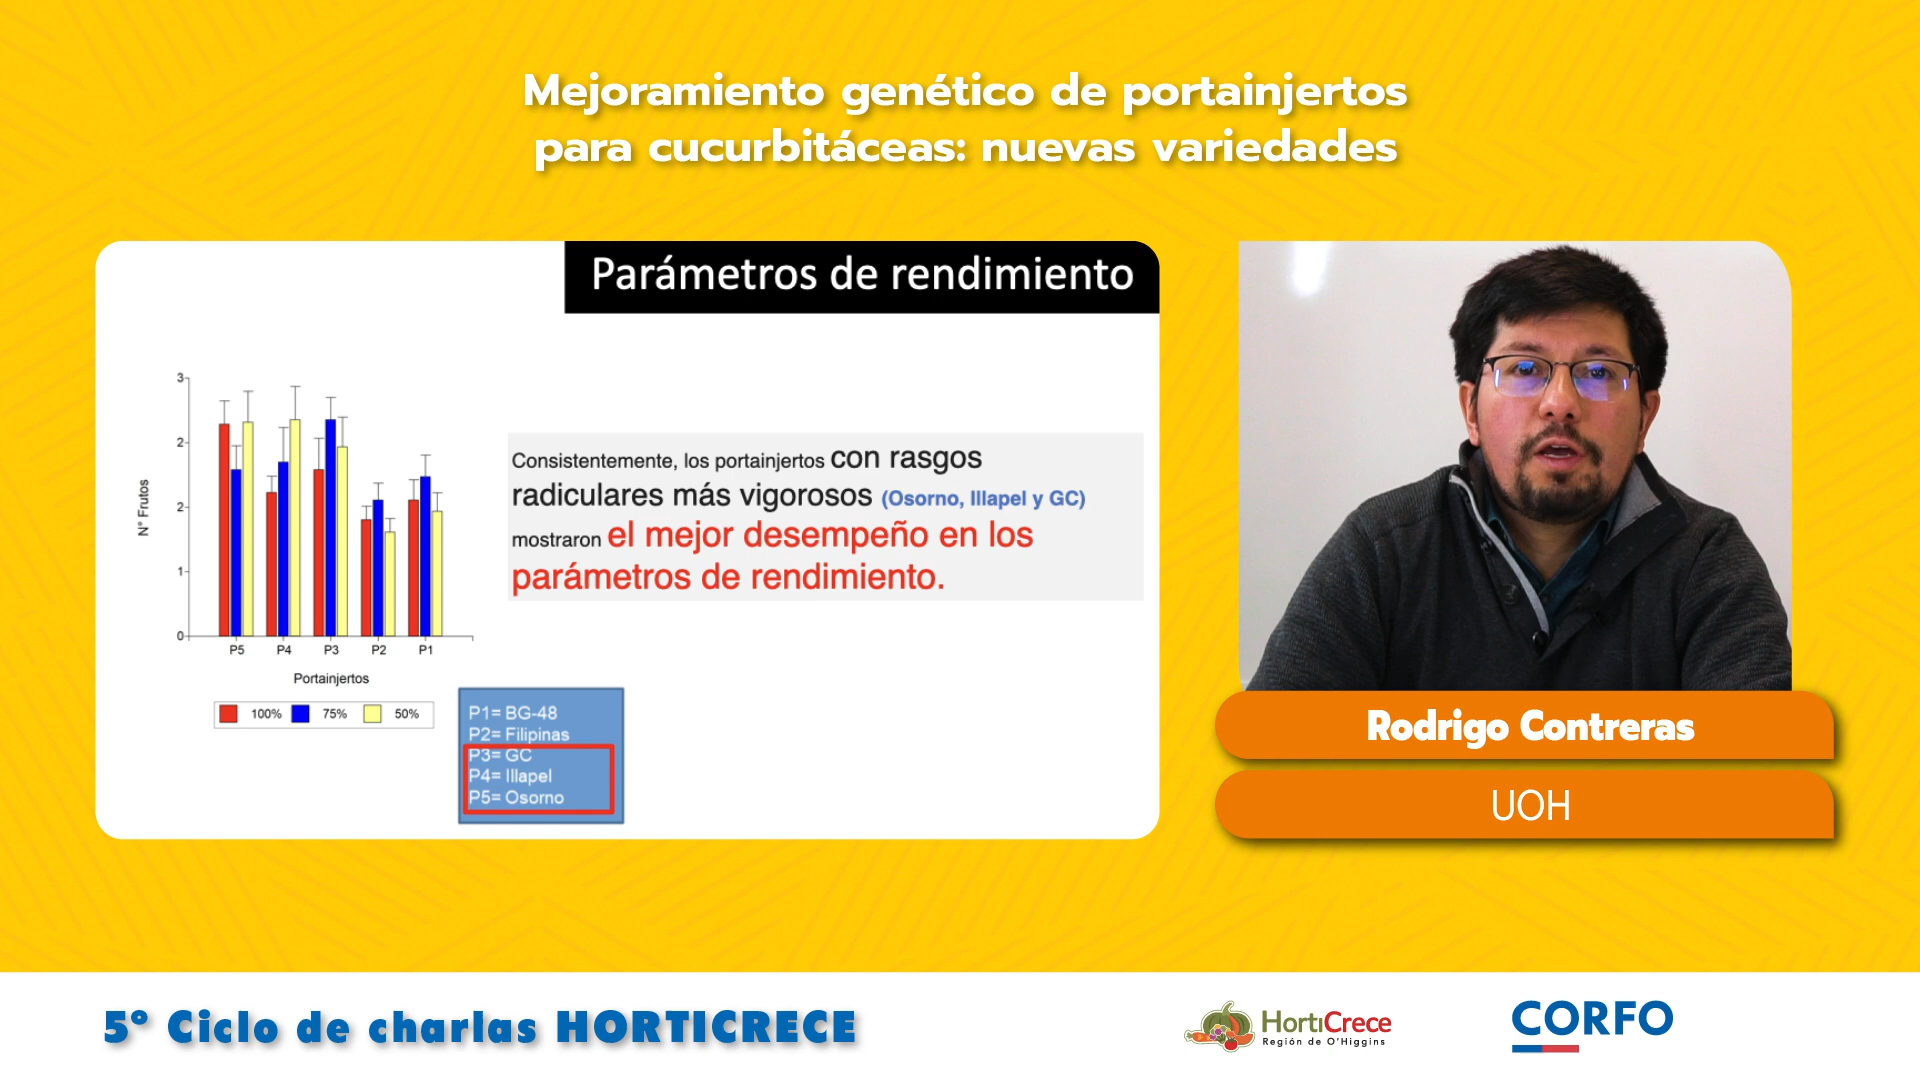 Mejoramiento genético de portainjertos
para cucurbitáceas: nuevas variedades
Parámetros de rendimiento
3
2
2
1
0
N° Frutos
P5 P4 P3 P2 P1
Portainjertos
100% 75% 50%
Consistentemente, los portainjertos con rasgos
radiculares más vigorosos (Osorno, Illapel y GC)
mostraron el mejor desempeño en los
parámetros de rendimiento.
P1= BG-48
P2= Filipinas
P3= GC
P4= Illapel
P5= Osorno
Rodrigo Contreras
UOH
5° Ciclo de charlas HORTICRECE
HortiCrece
Región de O'Higgins
CORFO